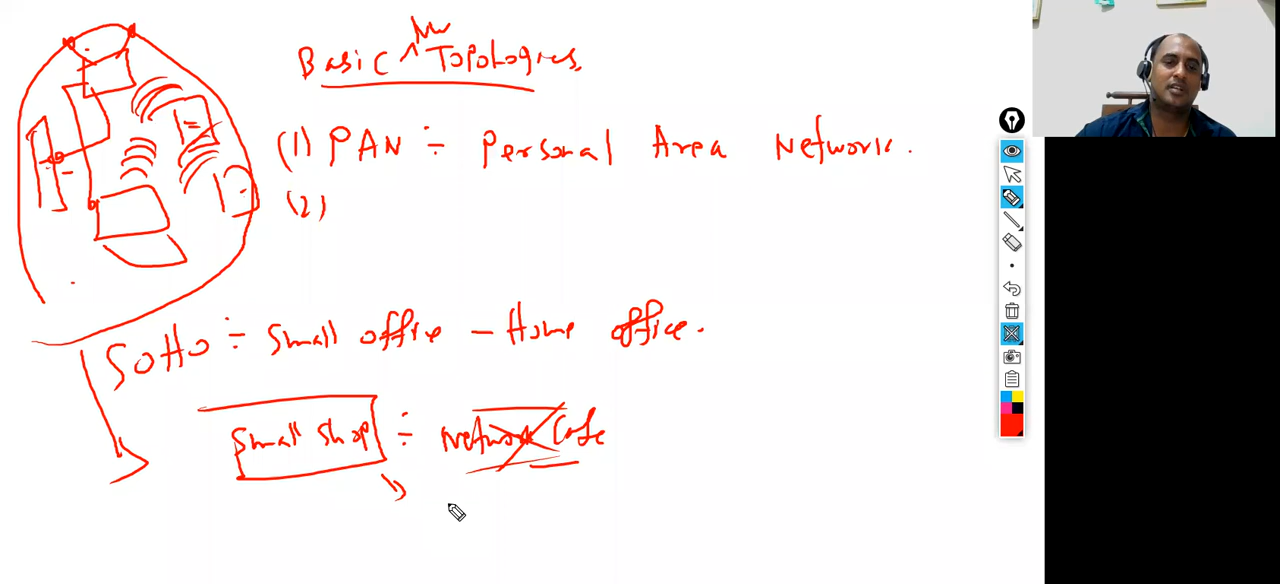 Basic NW Topologies.
(1) PAN ÷ Personal Area Network.
(2)
SOHO ÷ Small office - Home office.
Small shop ÷ Network Cafe